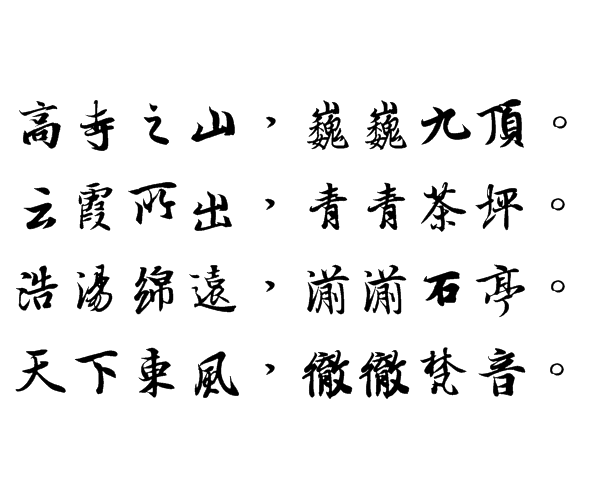 高寺之山，巍巍九頂。
云霞所出，青青茶坪。
浩湯绵遠，湔湔石亭。
天下東風，徹徹梵音。